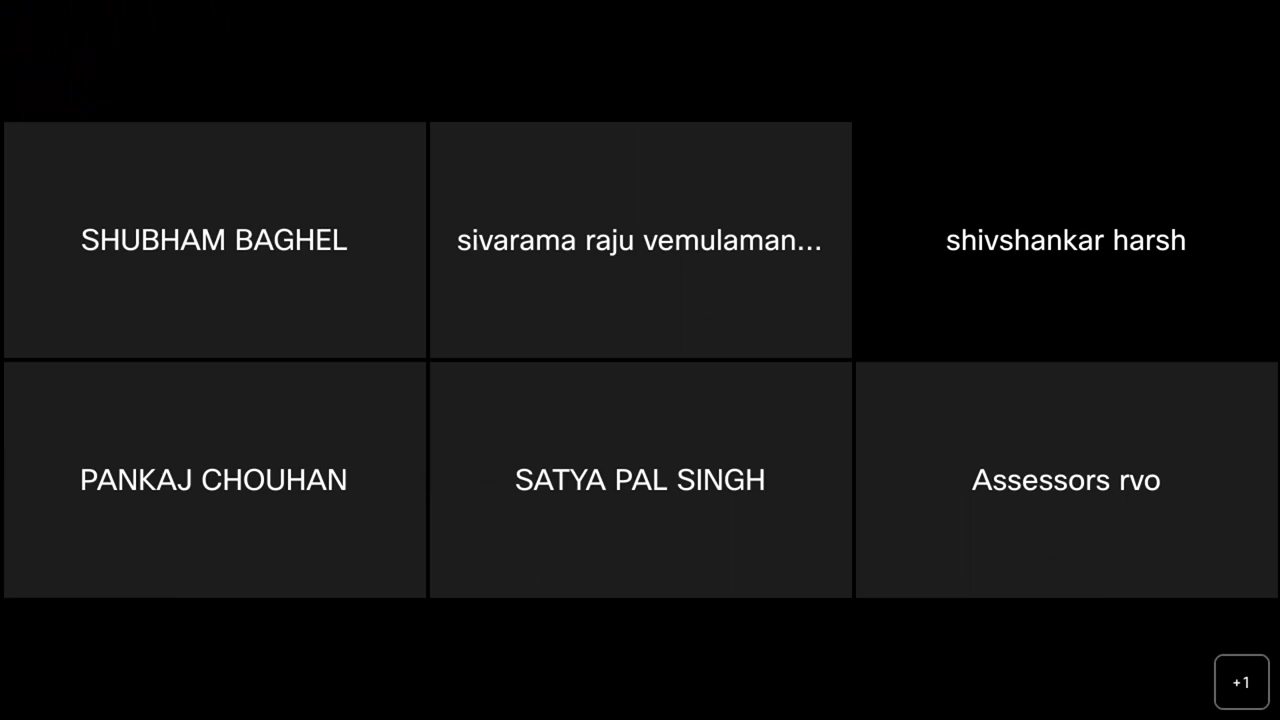 SHUBHAM BAGHEL
sivarama raju vemulaman...
shivshankar harsh
PANKAJ CHOUHAN
SATYA PAL SINGH
Assessors rvo
+1